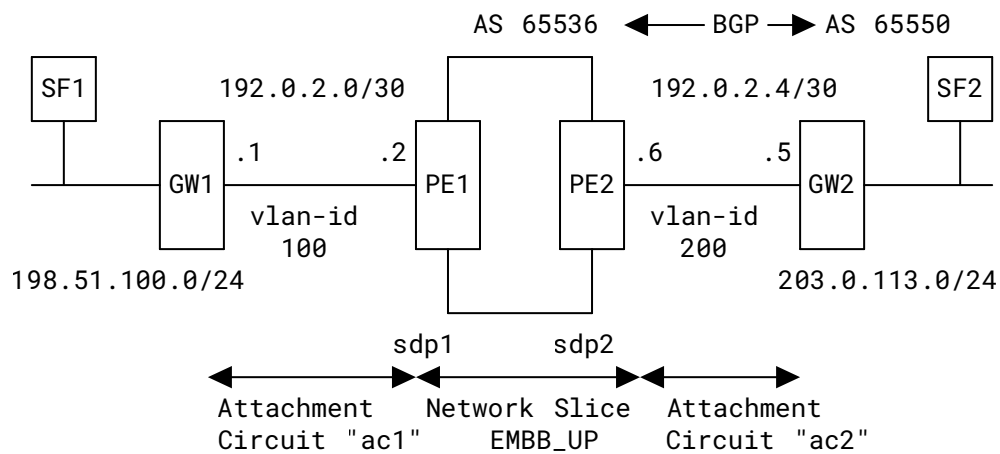 AS 65536 BGP AS 65550
SF1 192.0.2.0/30 192.0.2.4/30 SF2
.1 .2 .6 .5
GW1 PE1 PE2 GW2
vlan-id vlan-id
100 200
198.51.100.0/24 203.0.113.0/24
sdp1 sdp2
Attachment Network Slice Attachment
Circuit "ac1" EMBB_UP Circuit "ac2"